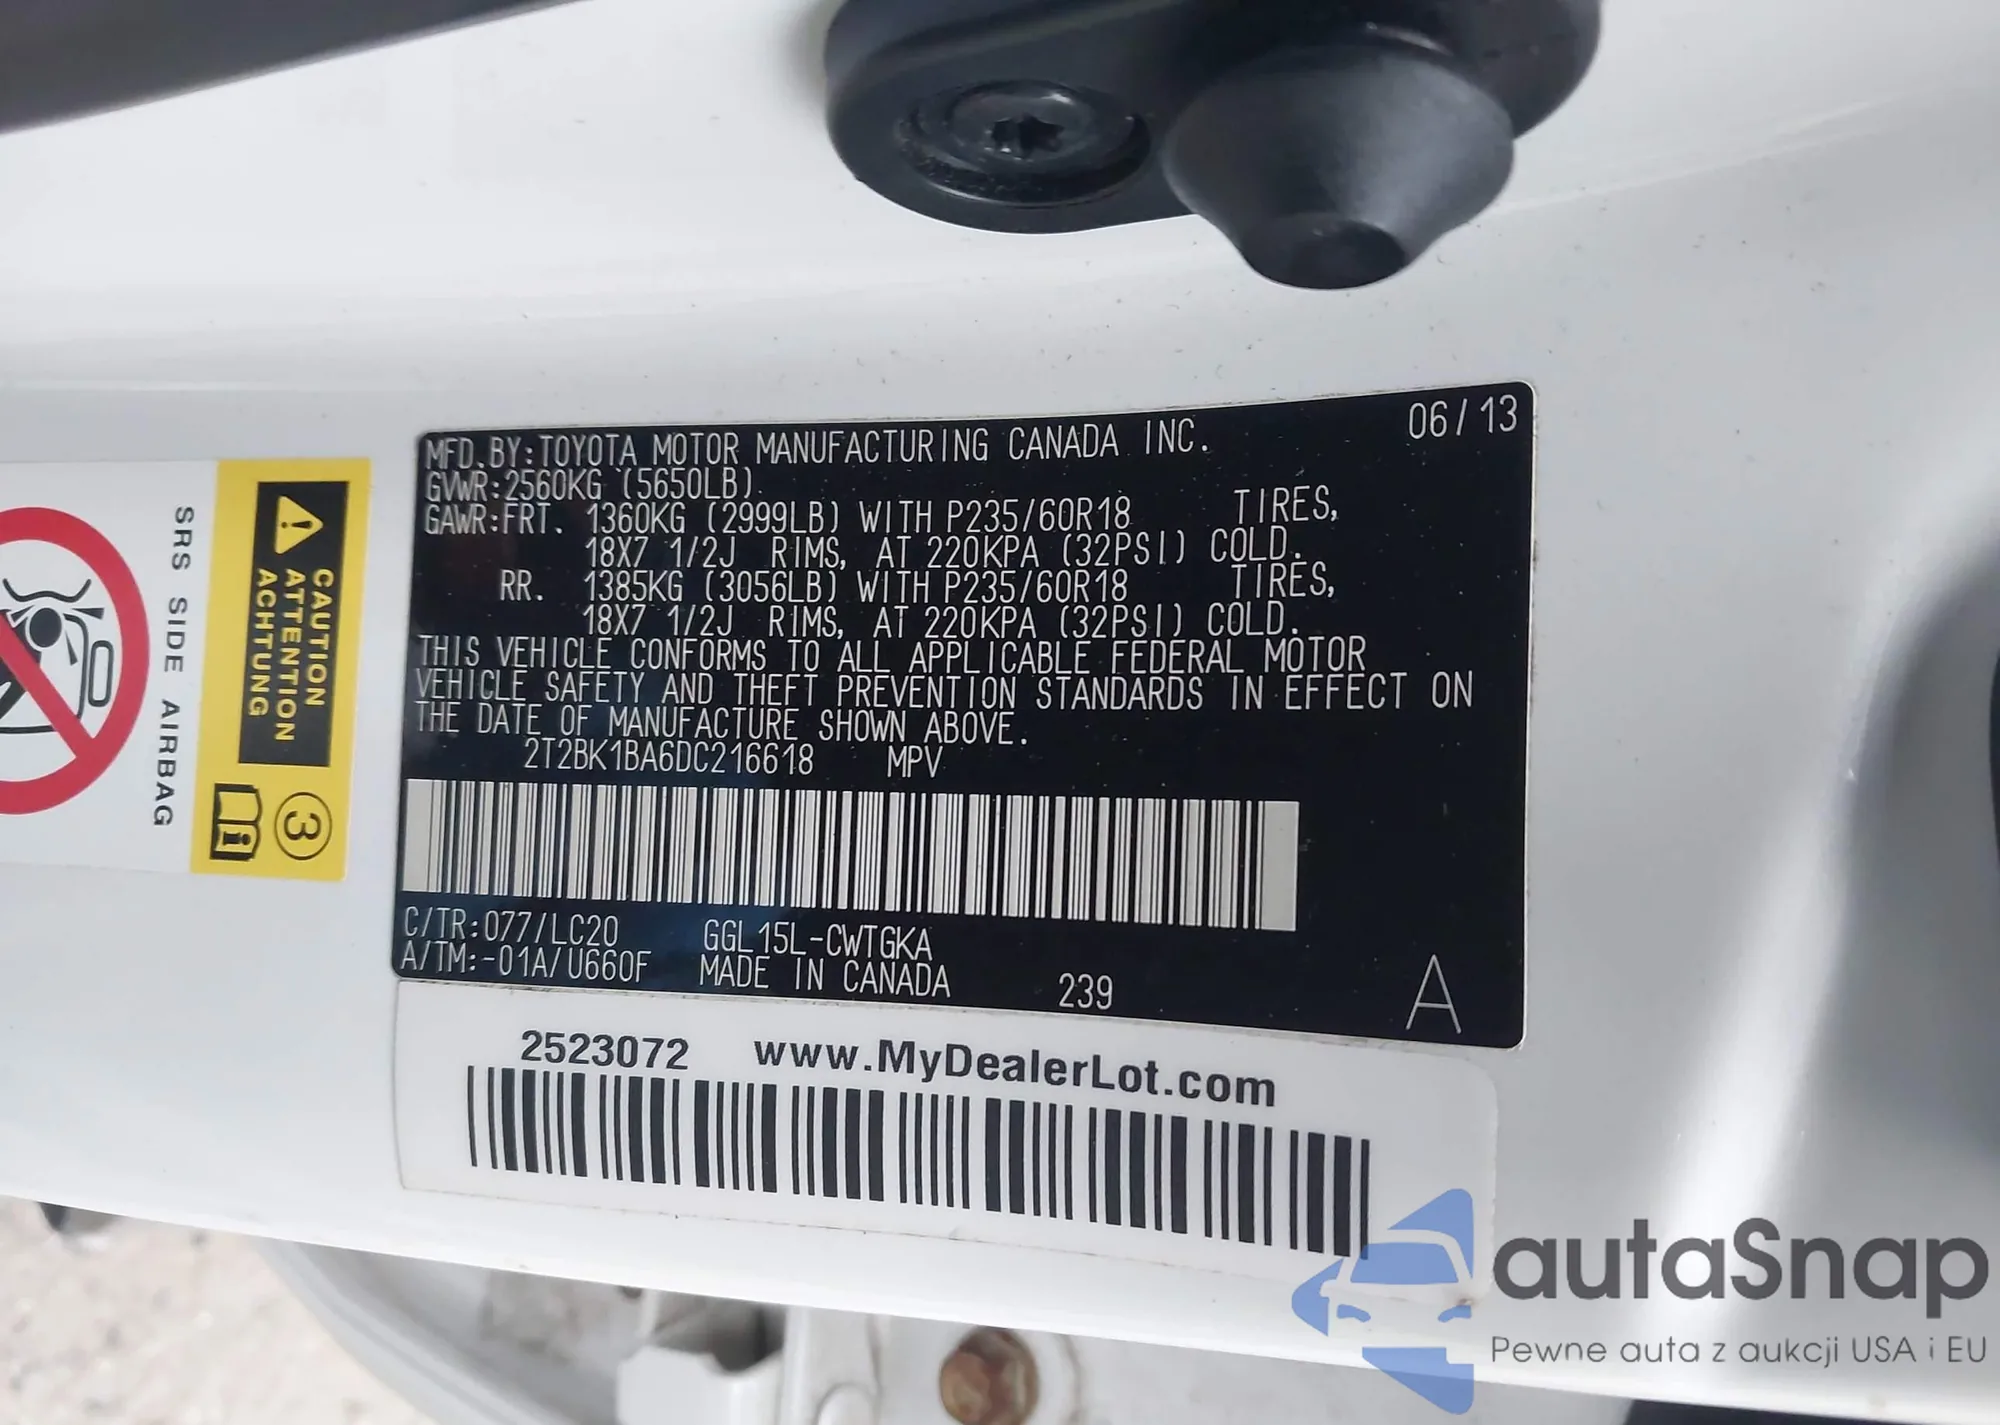 MFD.BY:TOYOTA MOTOR MANUFACTURING CANADA INC. 06/13
GVWR:2560KG (5650LB)
GAWR:FRT. 1360KG (2999LB) WITH P235/60R18 TIRES,
18X7 1/2J RIMS, AT 220KPA (32PSI) COLD.
RR. 1385KG (3056LB) WITH P235/60R18 TIRES,
18X7 1/2J RIMS, AT 220KPA (32PSI) COLD.
THIS VEHICLE CONFORMS TO ALL APPLICABLE FEDERAL MOTOR
VEHICLE SAFETY AND THEFT PREVENTION STANDARDS IN EFFECT ON
THE DATE OF MANUFACTURE SHOWN ABOVE.
2T2BK1BA6DC216618 MPV
C/TR:077/LC20 GGL15L-CWTGKA
A/TM:-01A/U660F MADE IN CANADA 239 A
2523072 www.MyDealerLot.com
CAUTION
ATTENTION
ACHTUNG
3
i
SRS SIDE AIRBAG
autaSnap
Pewne auta z aukcji USA i EU